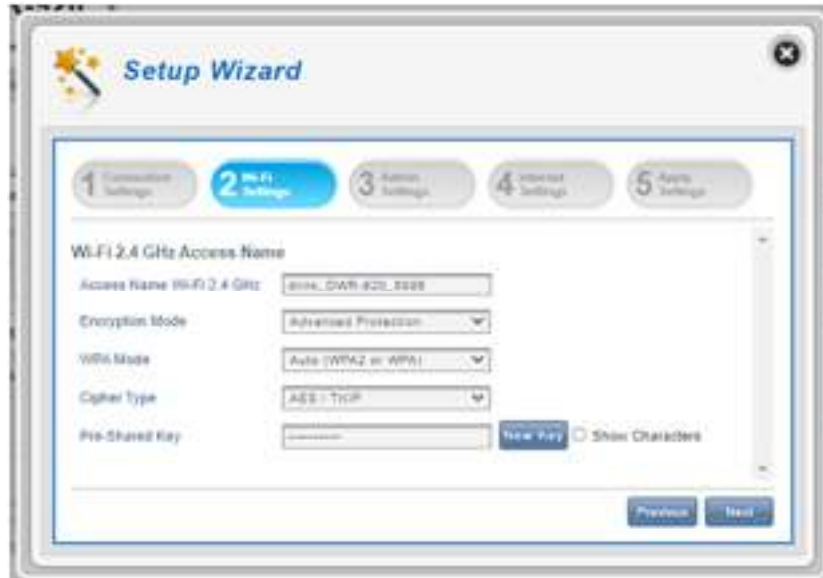 Setup Wizard
1 Connection Settings
2 Wi-Fi Settings
3 Admin Settings
4 Internet Settings
5 Apply Settings
Wi-Fi 2.4 GHz Access Name
Access Name Wi-Fi 2.4 GHz
Encryption Mode
Advanced Protection
WPA Mode
Auto (WPA2 or WPA)
Cipher Type
AES / TKIP
Pre-Shared Key
New Key
Show Characters
Previous
Next